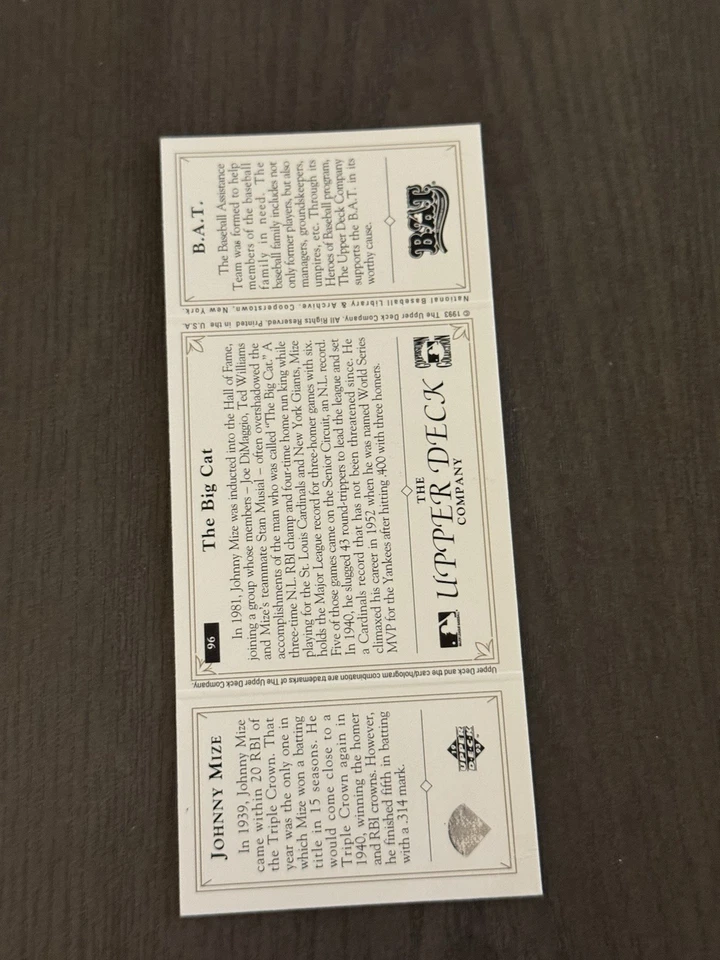 JOHNNY MIZE
In 1939, Johnny Mize
came within 20 RBI of
the Triple Crown. That
year was the only one in
which Mize won a batting
title in 15 seasons. He
would come close to a
Triple Crown again in
1940, winning the homer
and RBI crowns. However,
he finished fifth in batting
with a .314 mark.
UPPER
DECK
Upper Deck and the card/hologram combination are trademarks of The Upper Deck Company.
96
The Big Cat
In 1981, Johnny Mize was inducted into the Hall of Fame,
joining a group whose members – Joe DiMaggio, Ted Williams
and Mize's teammate Stan Musial – often overshadowed the
accomplishments of the man who was called "The Big Cat." A
three-time N.L. RBI champ and four-time home run king while
playing for the St. Louis Cardinals and New York Giants, Mize
holds the Major League record for three-homer games with six.
Five of those games came on the Senior Circuit, an N.L. record.
In 1940, he slugged 43 round-trippers to lead the league and set
a Cardinals record that has not been threatened since. He
climaxed his career in 1952 when he was named World Series
MVP for the Yankees after hitting .400 with three homers.
THE
UPPER DECK
COMPANY
COOPERSTOWN
COLLECTION
© 1993 The Upper Deck Company. All Rights Reserved. Printed in the U.S.A.
National Baseball Library & Archive, Cooperstown, New York.
B.A.T.
The Baseball Assistance
Team was formed to help
members of the baseball
family in need. The
baseball family includes not
only former players, but also
managers, groundskeepers,
umpires, etc. Through its
Heroes of Baseball program,
The Upper Deck Company
supports the B.A.T. in its
worthy cause.
B.A.T.